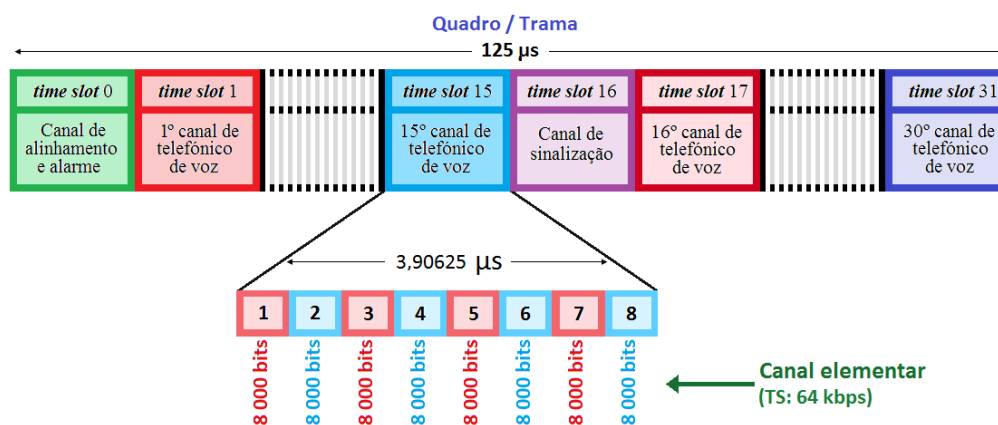 Quadro / Trama
125 µs
time slot 0
time slot 1
time slot 15
time slot 16
time slot 17
time slot 31
Canal de
alinhamento
e alarme
1º canal de
telefónico
de voz
15º canal de
telefónico
de voz
Canal de
sinalização
16º canal de
telefónico
de voz
30º canal de
telefónico
de voz
3,90625 µs
1 2 3 4 5 6 7 8
8 000 bits
8 000 bits
8 000 bits
8 000 bits
8 000 bits
8 000 bits
8 000 bits
8 000 bits
Canal elementar
(TS: 64 kbps)